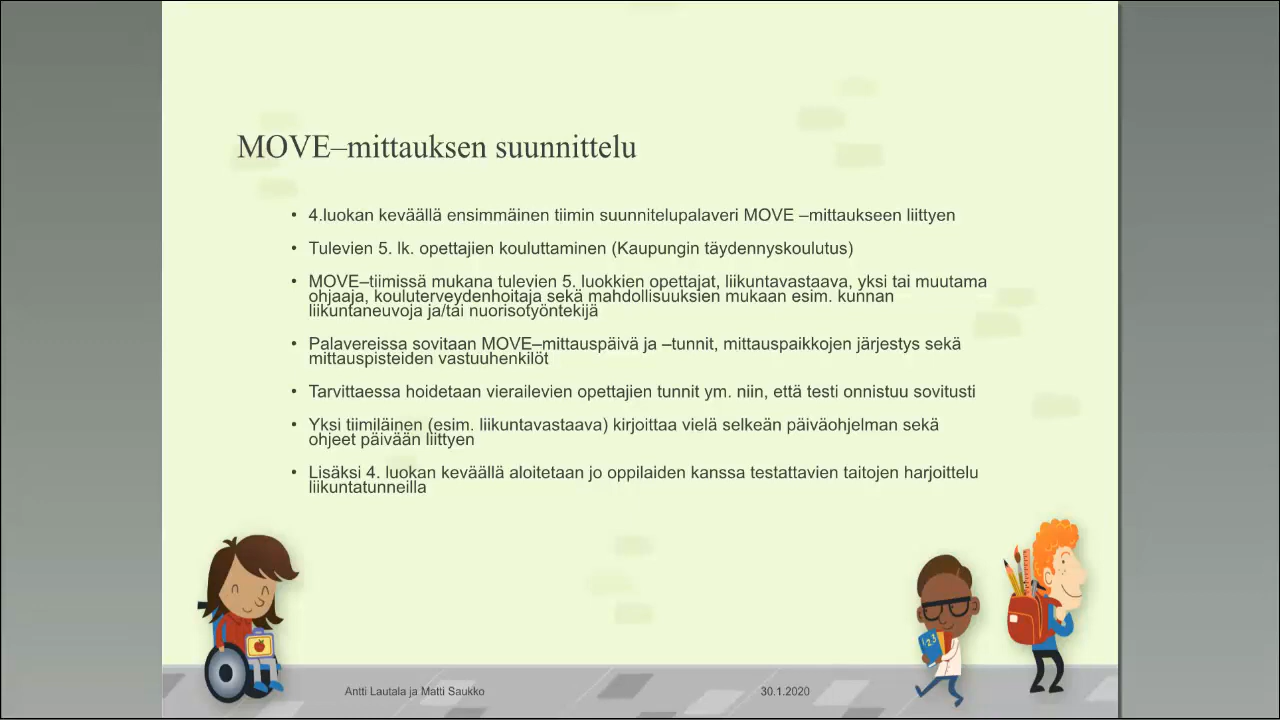 MOVE–mittauksen suunnittelu
• 4.luokan keväällä ensimmäinen tiimin suunnitelupalaveri MOVE –mittaukseen liittyen
• Tulevien 5. lk. opettajien kouluttaminen (Kaupungin täydennyskoulutus)
• MOVE–tiimissä mukana tulevien 5. luokkien opettajat, liikuntavastaava, yksi tai muutama
ohjaaja, kouluterveydenhoitaja sekä mahdollisuuksien mukaan esim. kunnan
liikuntaneuvoja ja/tai nuorisotyöntekijä
• Palavereissa sovitaan MOVE–mittauspäivä ja –tunnit, mittauspaikkojen järjestys sekä
mittauspisteiden vastuuhenkilöt
• Tarvittaessa hoidetaan vierailevien opettajien tunnit ym. niin, että testi onnistuu sovitusti
• Yksi tiimiläinen (esim. liikuntavastaava) kirjoittaa vielä selkeän päiväohjelman sekä
ohjeet päivään liittyen
• Lisäksi 4. luokan keväällä aloitetaan jo oppilaiden kanssa testattavien taitojen harjoittelu
liikuntatunneilla
123
Antti Lautala ja Matti Saukko
30.1.2020